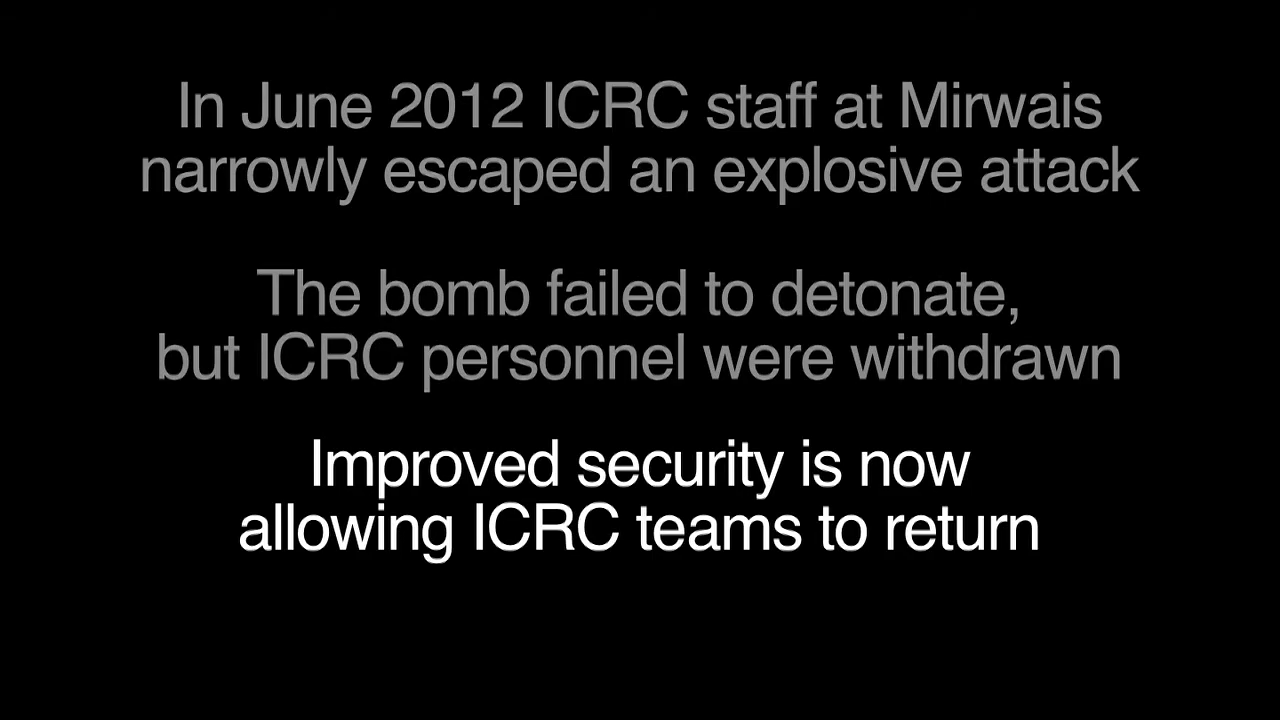 In June 2012 ICRC staff at Mirwais
narrowly escaped an explosive attack
The bomb failed to detonate,
but ICRC personnel were withdrawn
Improved security is now
allowing ICRC teams to return